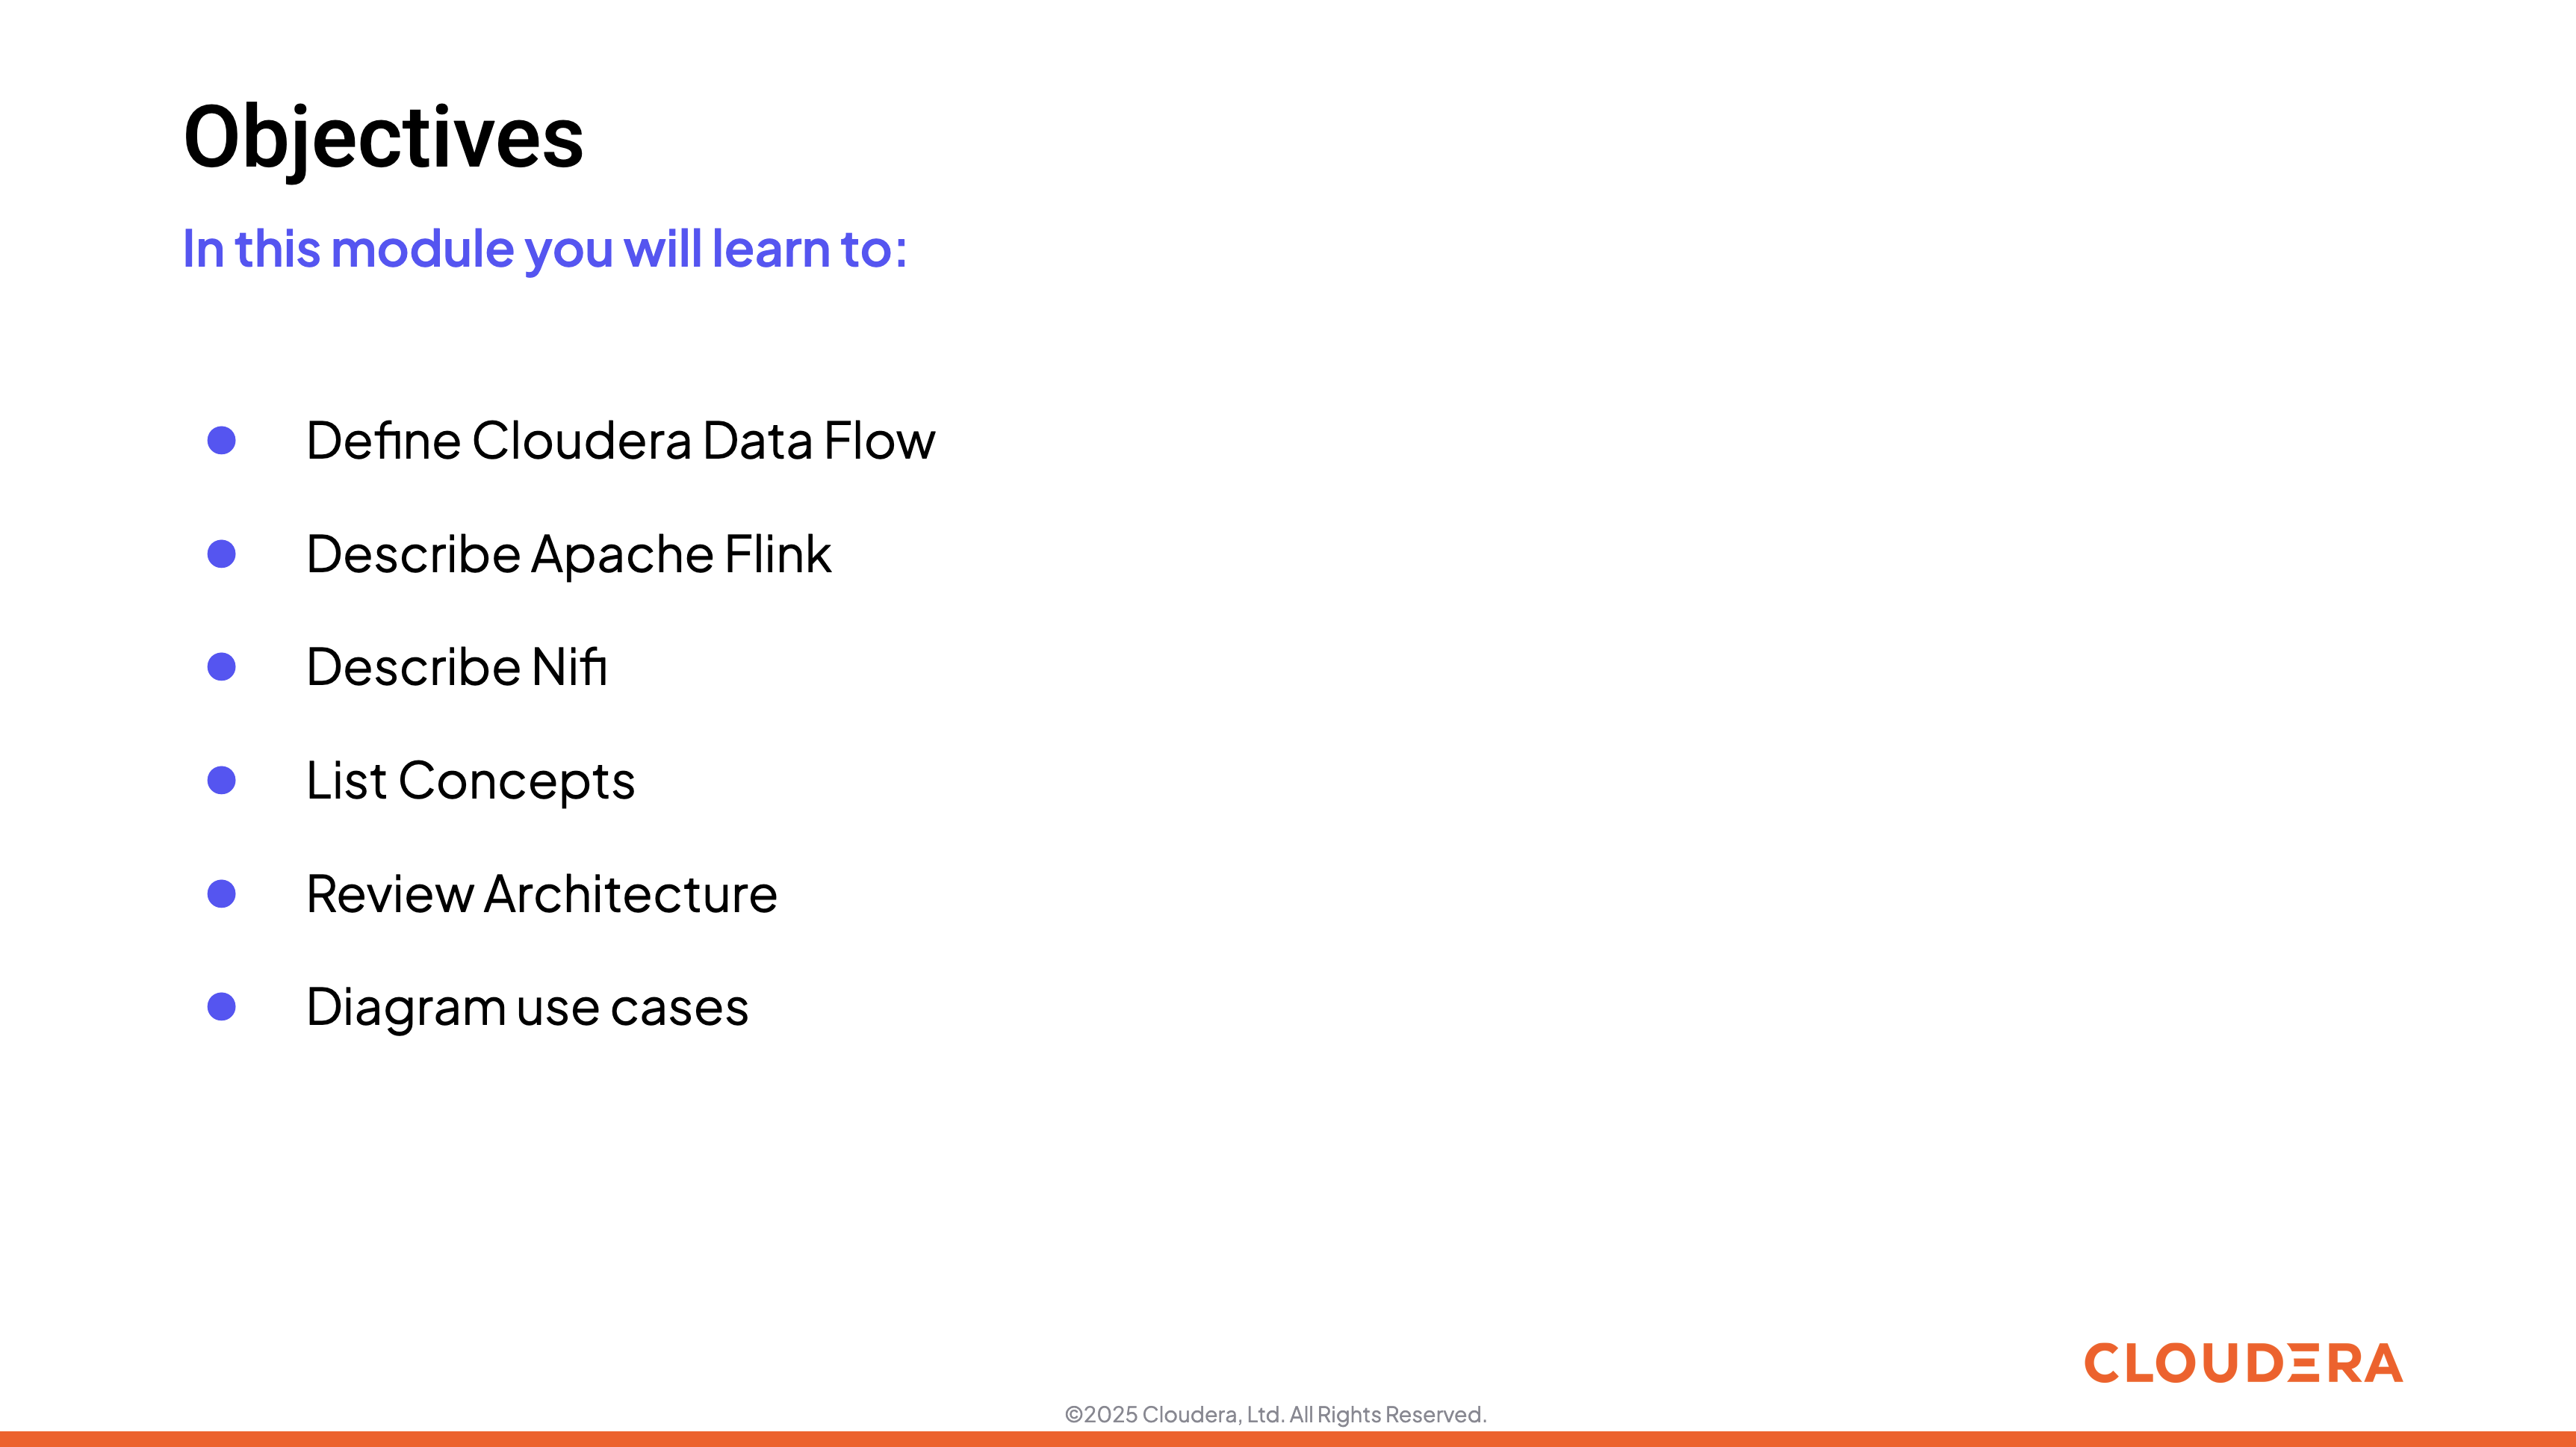 Objectives
In this module you will learn to:
● Define Cloudera Data Flow
● Describe Apache Flink
● Describe Nifi
● List Concepts
● Review Architecture
● Diagram use cases
CLOUDERA
©2025 Cloudera, Ltd. All Rights Reserved.